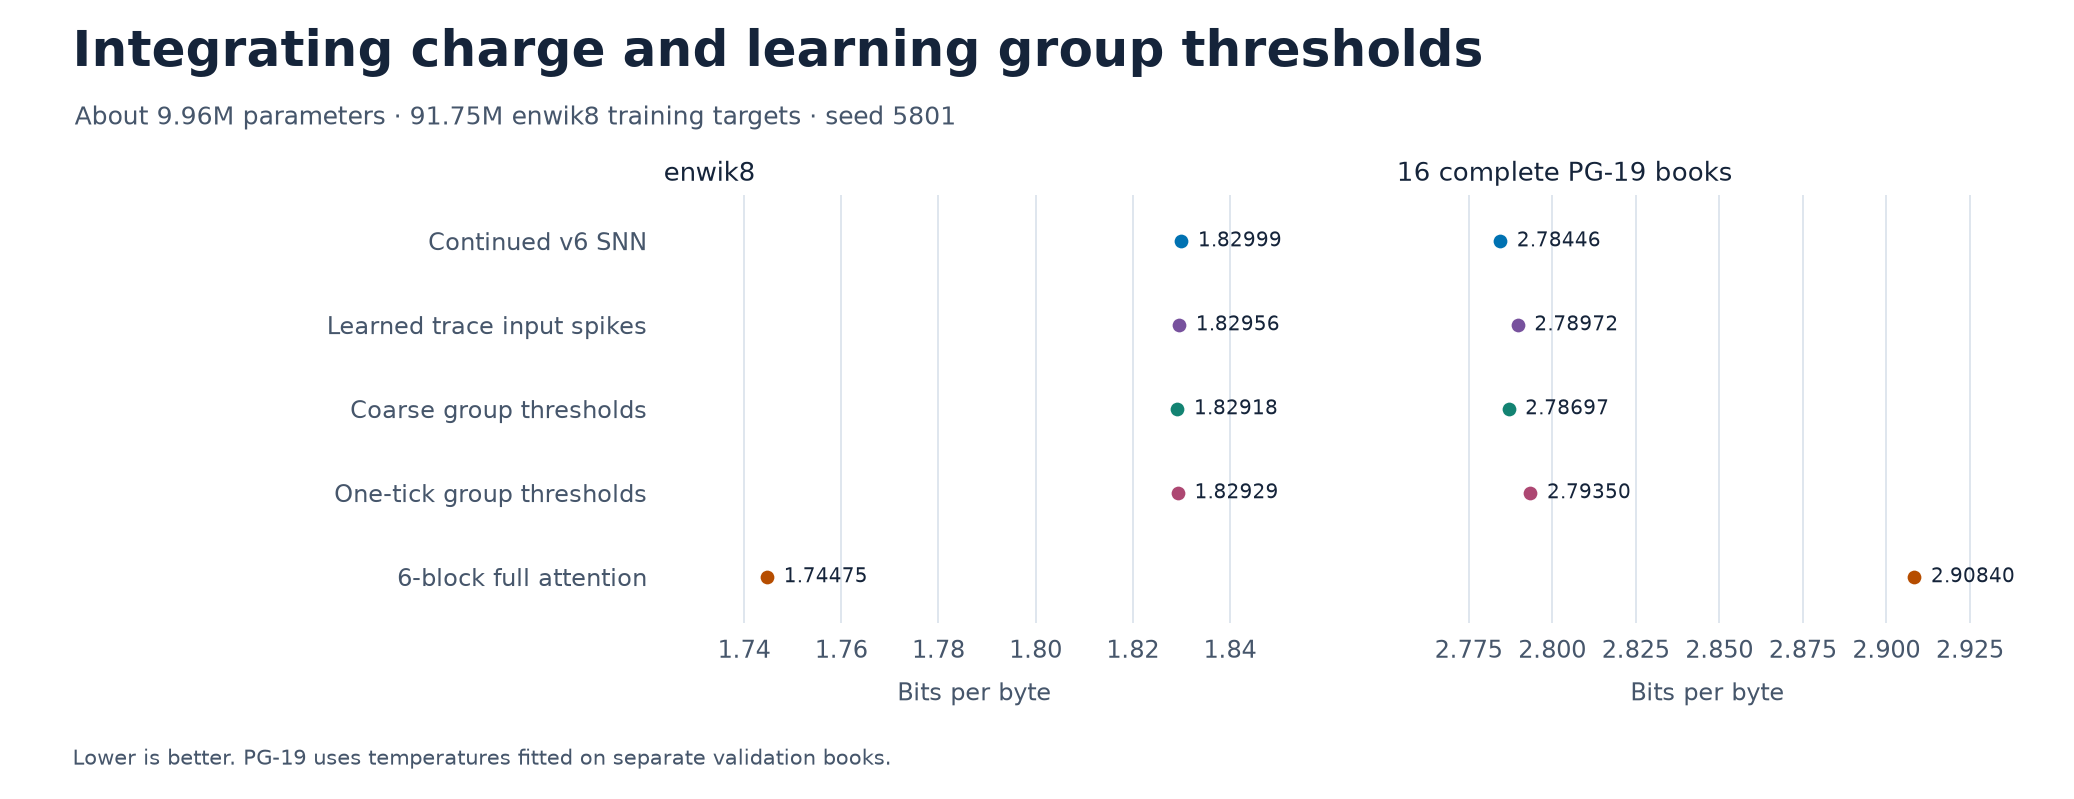 Integrating charge and learning group thresholds
About 9.96M parameters · 91.75M enwik8 training targets · seed 5801
enwik8
16 complete PG-19 books
Continued v6 SNN
1.82999
2.78446
Learned trace input spikes
1.82956
2.78972
Coarse group thresholds
1.82918
2.78697
One-tick group thresholds
1.82929
2.79350
6-block full attention
1.74475
2.90840
1.74 1.76 1.78 1.80 1.82 1.84
2.775 2.800 2.825 2.850 2.875 2.900 2.925
Bits per byte
Bits per byte
Lower is better. PG-19 uses temperatures fitted on separate validation books.